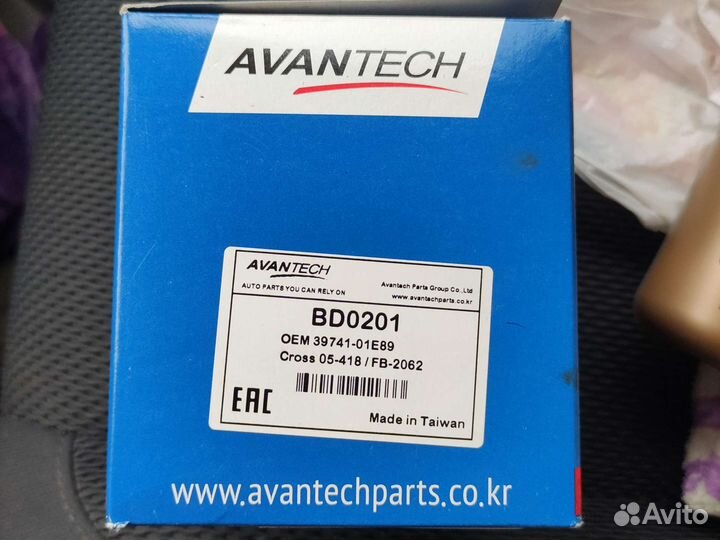 AVANTECH
AVANTECH
AUTO PARTS YOU CAN RELY ON
Avantech Parts Group Co.,Ltd
www.avantechparts.co.kr
BD0201
OEM 39741-01E89
Cross 05-418 / FB-2062
EAC
Made in Taiwan
www.avantechparts.co.kr
Avito